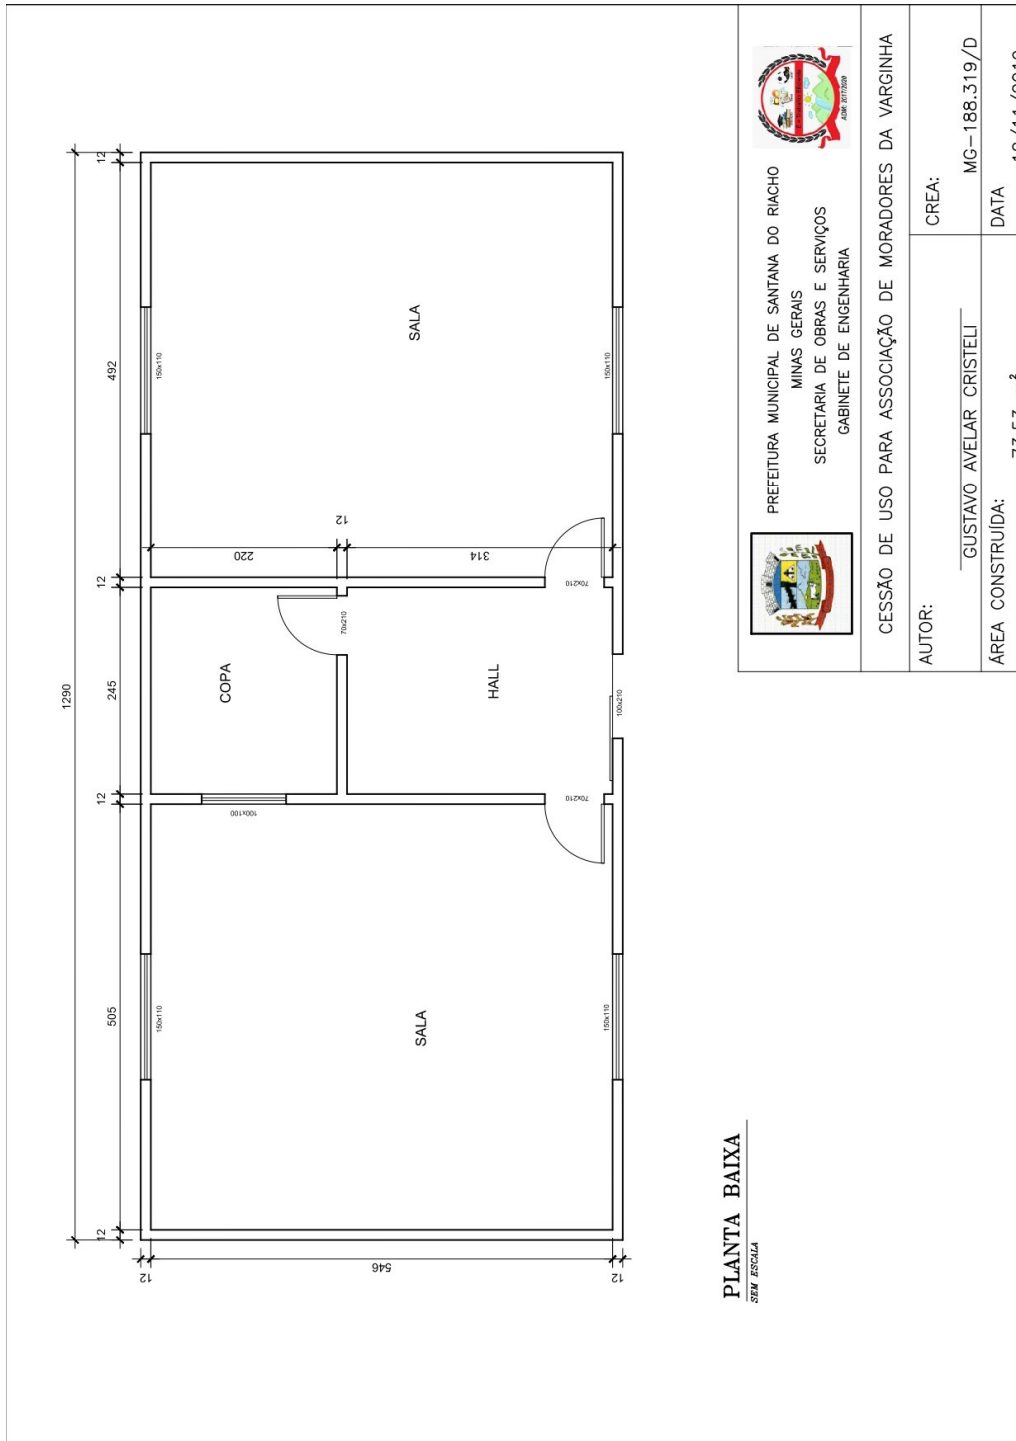 1290
12
505
12
245
12
492
12
12
546
12
220
12
314
150x110
150x110
150x110
150x110
100x100
70x210
70x210
70x210
100x210
SALA
COPA
HALL
SALA
PLANTA BAIXA
SEM ESCALA
PREFEITURA MUNICIPAL DE SANTANA DO RIACHO
MINAS GERAIS
SECRETARIA DE OBRAS E SERVIÇOS
GABINETE DE ENGENHARIA
ADM: 2017/2020
CESSÃO DE USO PARA ASSOCIAÇÃO DE MORADORES DA VARGINHA
AUTOR:
GUSTAVO AVELAR CRISTELI
CREA:
MG-188.319/D
ÁREA CONSTRUÍDA:
DATA